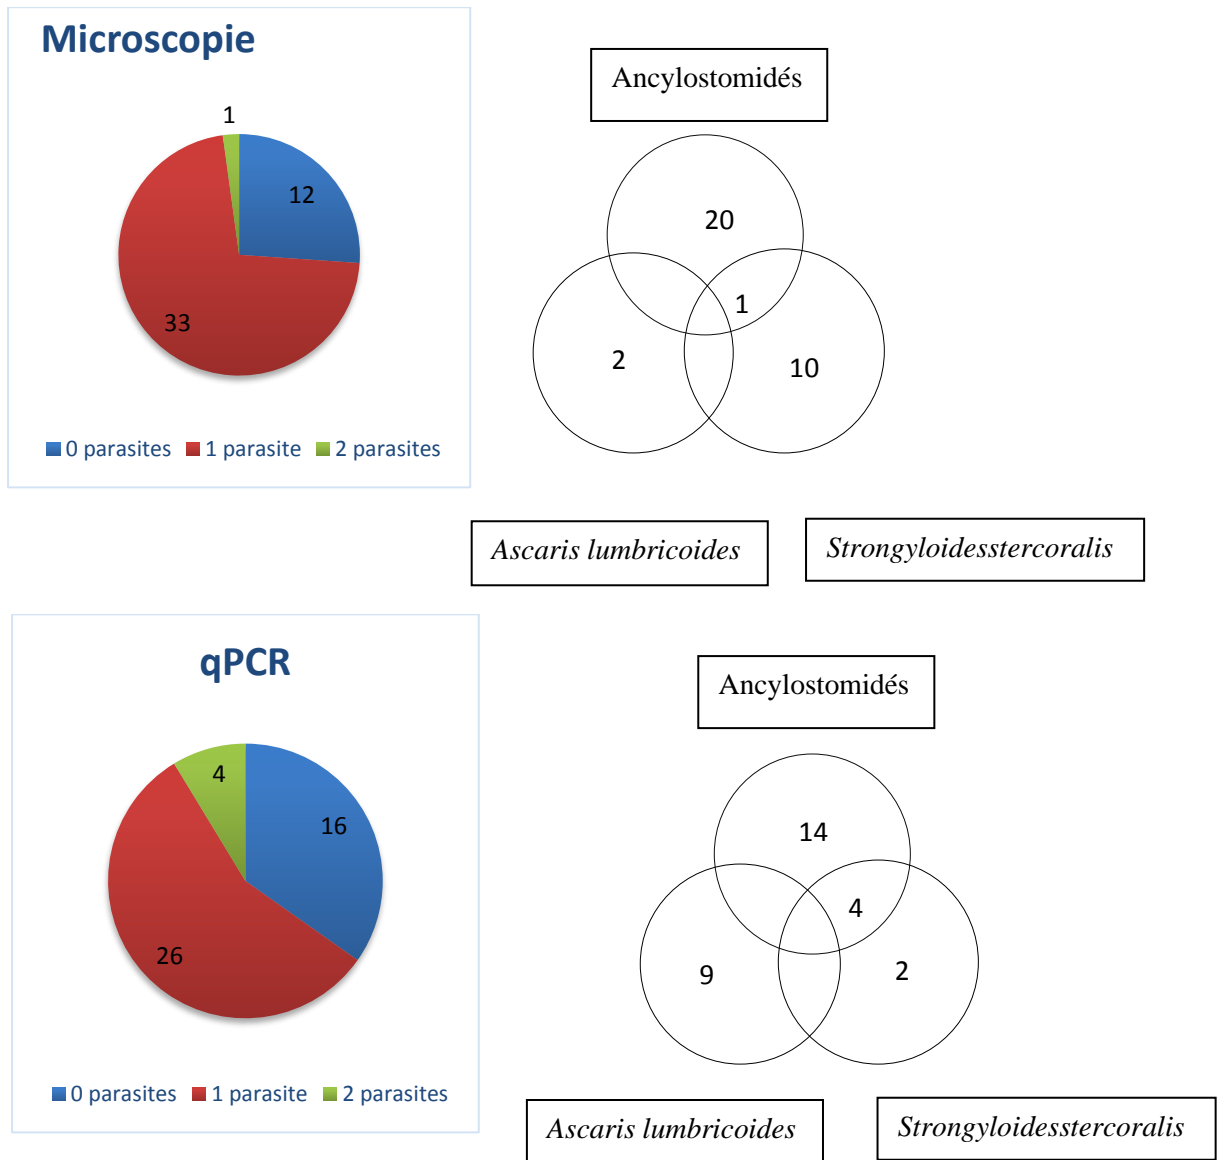 Microscopie
1
12
33
0 parasites 1 parasite 2 parasites
Ancylostomidés
20
1
2
10
Ascaris lumbricoides
Strongyloidesstercoralis
qPCR
4
16
26
0 parasites 1 parasite 2 parasites
Ancylostomidés
14
4
9
2
Ascaris lumbricoides
Strongyloidesstercoralis